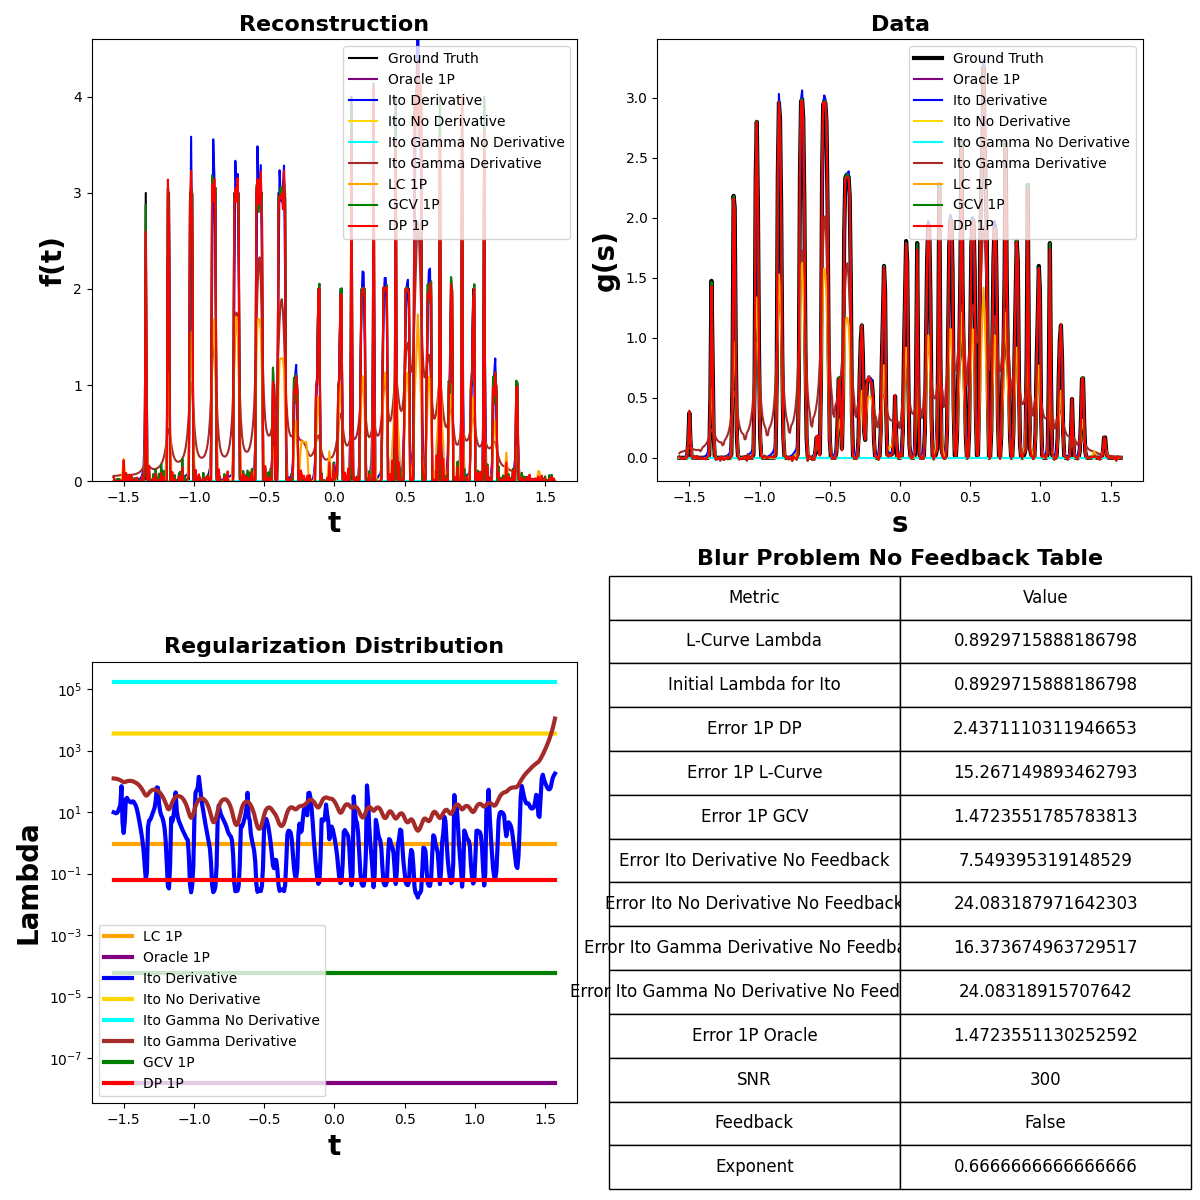 Reconstruction
f(t)
4
3
2
1
0
Ground Truth
Oracle 1P
Ito Derivative
Ito No Derivative
Ito Gamma No Derivative
Ito Gamma Derivative
LC 1P
GCV 1P
DP 1P
−1.5 −1.0 −0.5 0.0 0.5 1.0 1.5
t
Data
g(s)
3.0
2.5
2.0
1.5
1.0
0.5
0.0
Ground Truth
Oracle 1P
Ito Derivative
Ito No Derivative
Ito Gamma No Derivative
Ito Gamma Derivative
LC 1P
GCV 1P
DP 1P
−1.5 −1.0 −0.5 0.0 0.5 1.0 1.5
s
Regularization Distribution
Lambda
10^5
10^3
10^1
10^−1
10^−3
10^−5
10^−7
LC 1P
Oracle 1P
Ito Derivative
Ito No Derivative
Ito Gamma No Derivative
Ito Gamma Derivative
GCV 1P
DP 1P
−1.5 −1.0 −0.5 0.0 0.5 1.0 1.5
t
Blur Problem No Feedback Table
Metric Value
L-Curve Lambda 0.8929715888186798
Initial Lambda for Ito 0.8929715888186798
Error 1P DP 2.4371110311946653
Error 1P L-Curve 15.267149893462793
Error 1P GCV 1.4723551785783813
Error Ito Derivative No Feedback 7.549395319148529
Error Ito No Derivative No Feedback 24.083187971642303
Error Ito Gamma Derivative No Feedba 16.373674963729517
Error Ito Gamma No Derivative No Feed 24.08318915707642
Error 1P Oracle 1.4723551130252592
SNR 300
Feedback False
Exponent 0.6666666666666666